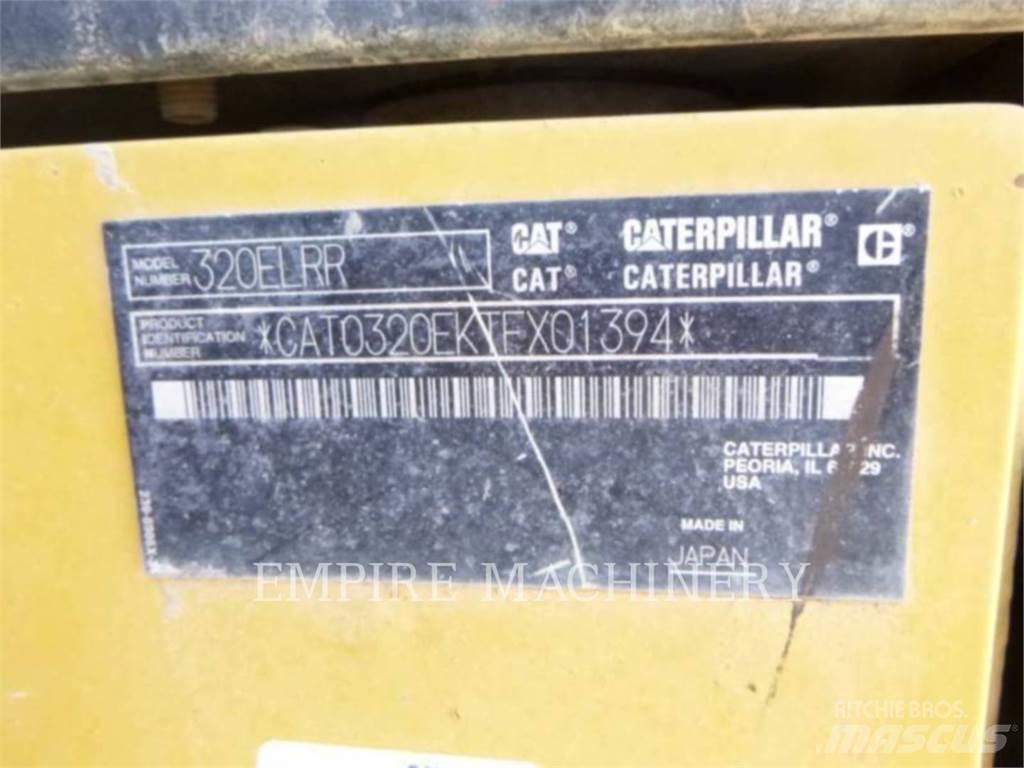 MODEL NUMBER 320ELRR
CAT® CATERPILLAR®
CAT® CATERPILLAR®
PRODUCT IDENTIFICATION NUMBER *CAT0320EKTFX01394*
CATERPILLAR INC.
PEORIA, IL
USA
MADE IN
JAPAN
EMPIRE MACHINERY
RITCHIE BROS.
MASCUS